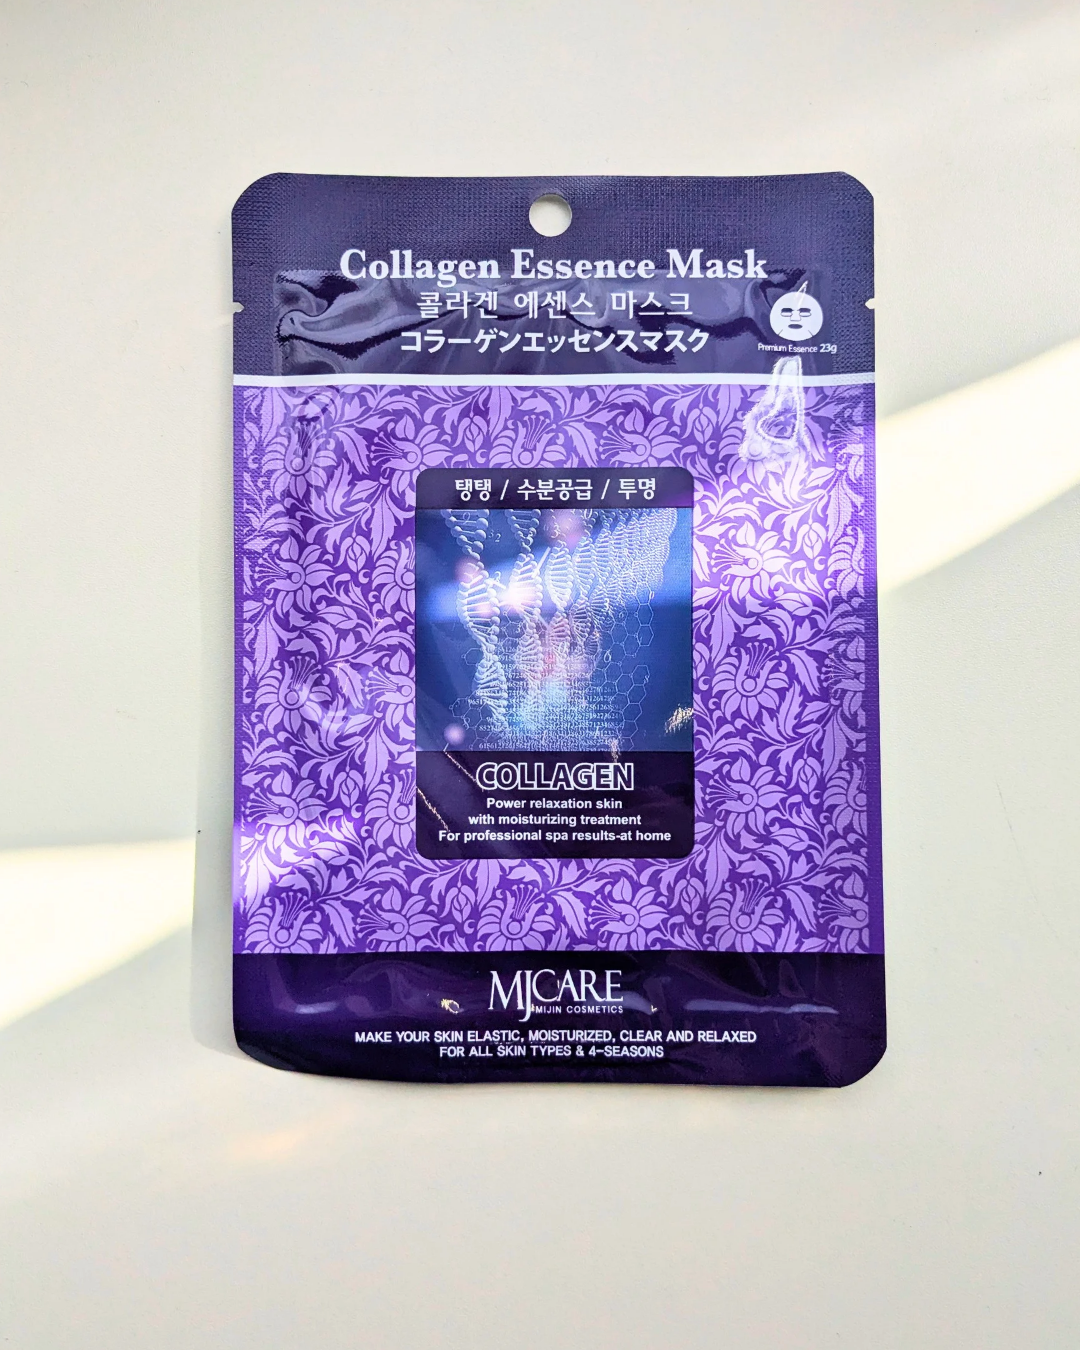 Collagen Essence Mask
콜라겐 에센스 마스크
コラーゲンエッセンスマスク
Premium Essence 23g
탱탱 / 수분공급 / 투명
COLLAGEN
Power relaxation skin
with moisturizing treatment
For professional spa results-at home
MJCARE
MIJIN COSMETICS
MAKE YOUR SKIN ELASTIC, MOISTURIZED, CLEAR AND RELAXED
FOR ALL SKIN TYPES & 4-SEASONS